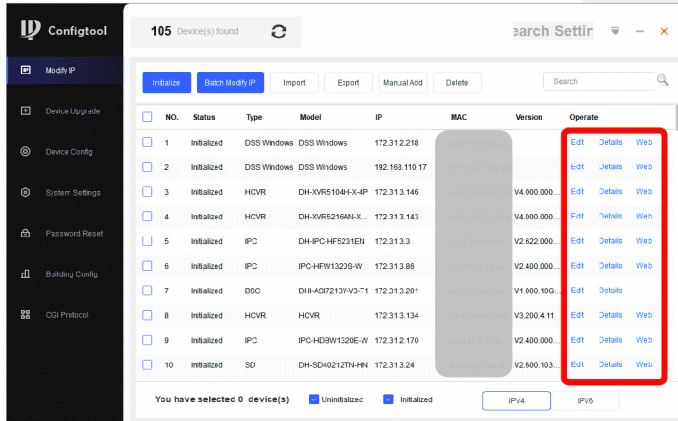 Configtool
105 Device(s) found
earch Settir
Modify IP
Device Upgrade
Device Config
System Settings
Password Reset
Building Config
CGI Protocol
Initialize Batch Modify IP Import Export Manual Add Delete Search
NO. Status Type Model IP MAC Version Operate
1 Initialized DSS Windows DSS Windows 172.31.2.218 Edit Details Web
2 Initialized DSS Windows DSS Windows 192.168.110.17 Edit Details Web
3 Initialized HCVR DH-XVR5104H-X-4P 172.31.3.146 V4.000.000... Edit Details Web
4 Initialized HCVR DH-XVR5216AN-X... 172.31.3.143 V4.000.000... Edit Details Web
5 Initialized IPC DH-IPC-HF5231EN 172.31.3.3 V2.622.000... Edit Details Web
6 Initialized IPC IPC-HFW1320S-W 172.31.3.86 V2.400.000... Edit Details Web
7 Initialized DSC 172.31.3.201 V1.000.10G... Edit Details
8 Initialized HCVR HCVR 172.31.3.134 V3.200.4.11 Edit Details Web
9 Initialized IPC IPC-HDBW1320E-W 172.31.2.170 V2.400.000... Edit Details Web
10 Initialized SD DH-SD40212TN-HN 172.31.3.24 V2.600.103... Edit Details Web
You have selected 0 device(s) Uninitialized Initialized IPV4 IPV6